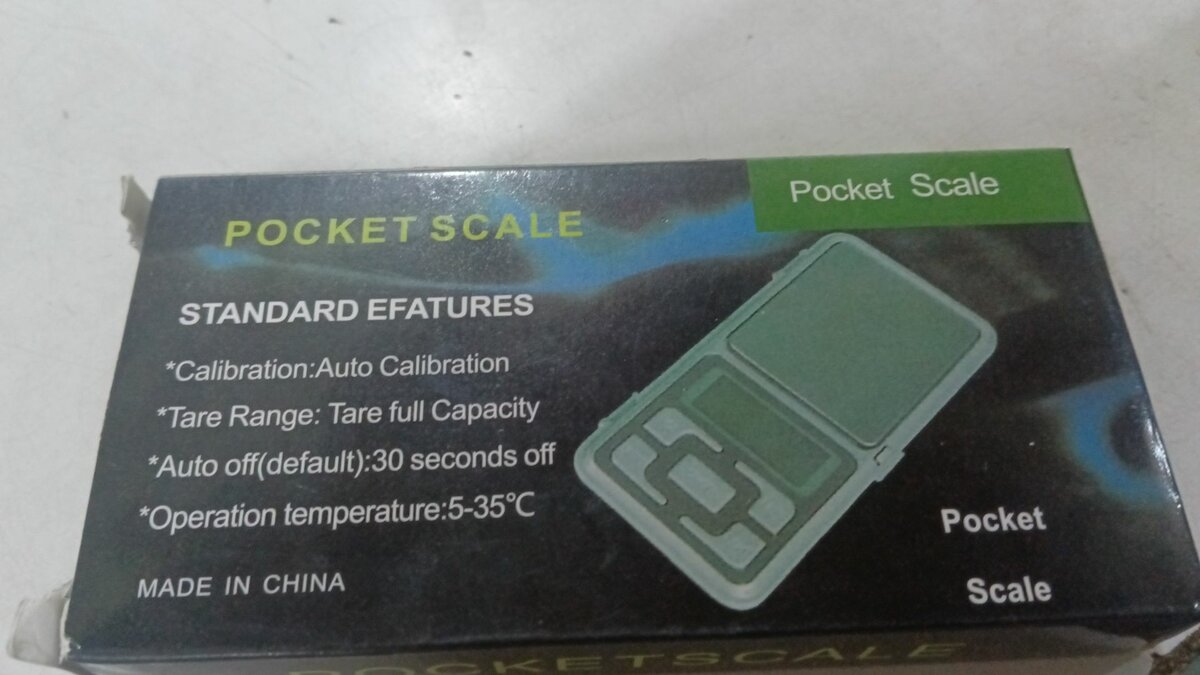 Pocket Scale
POCKET SCALE
STANDARD EFATURES
*Calibration:Auto Calibration
*Tare Range: Tare full Capacity
*Auto off(default):30 seconds off
*Operation temperature:5-35℃
MADE IN CHINA
Pocket
Scale
POCKETSCALE